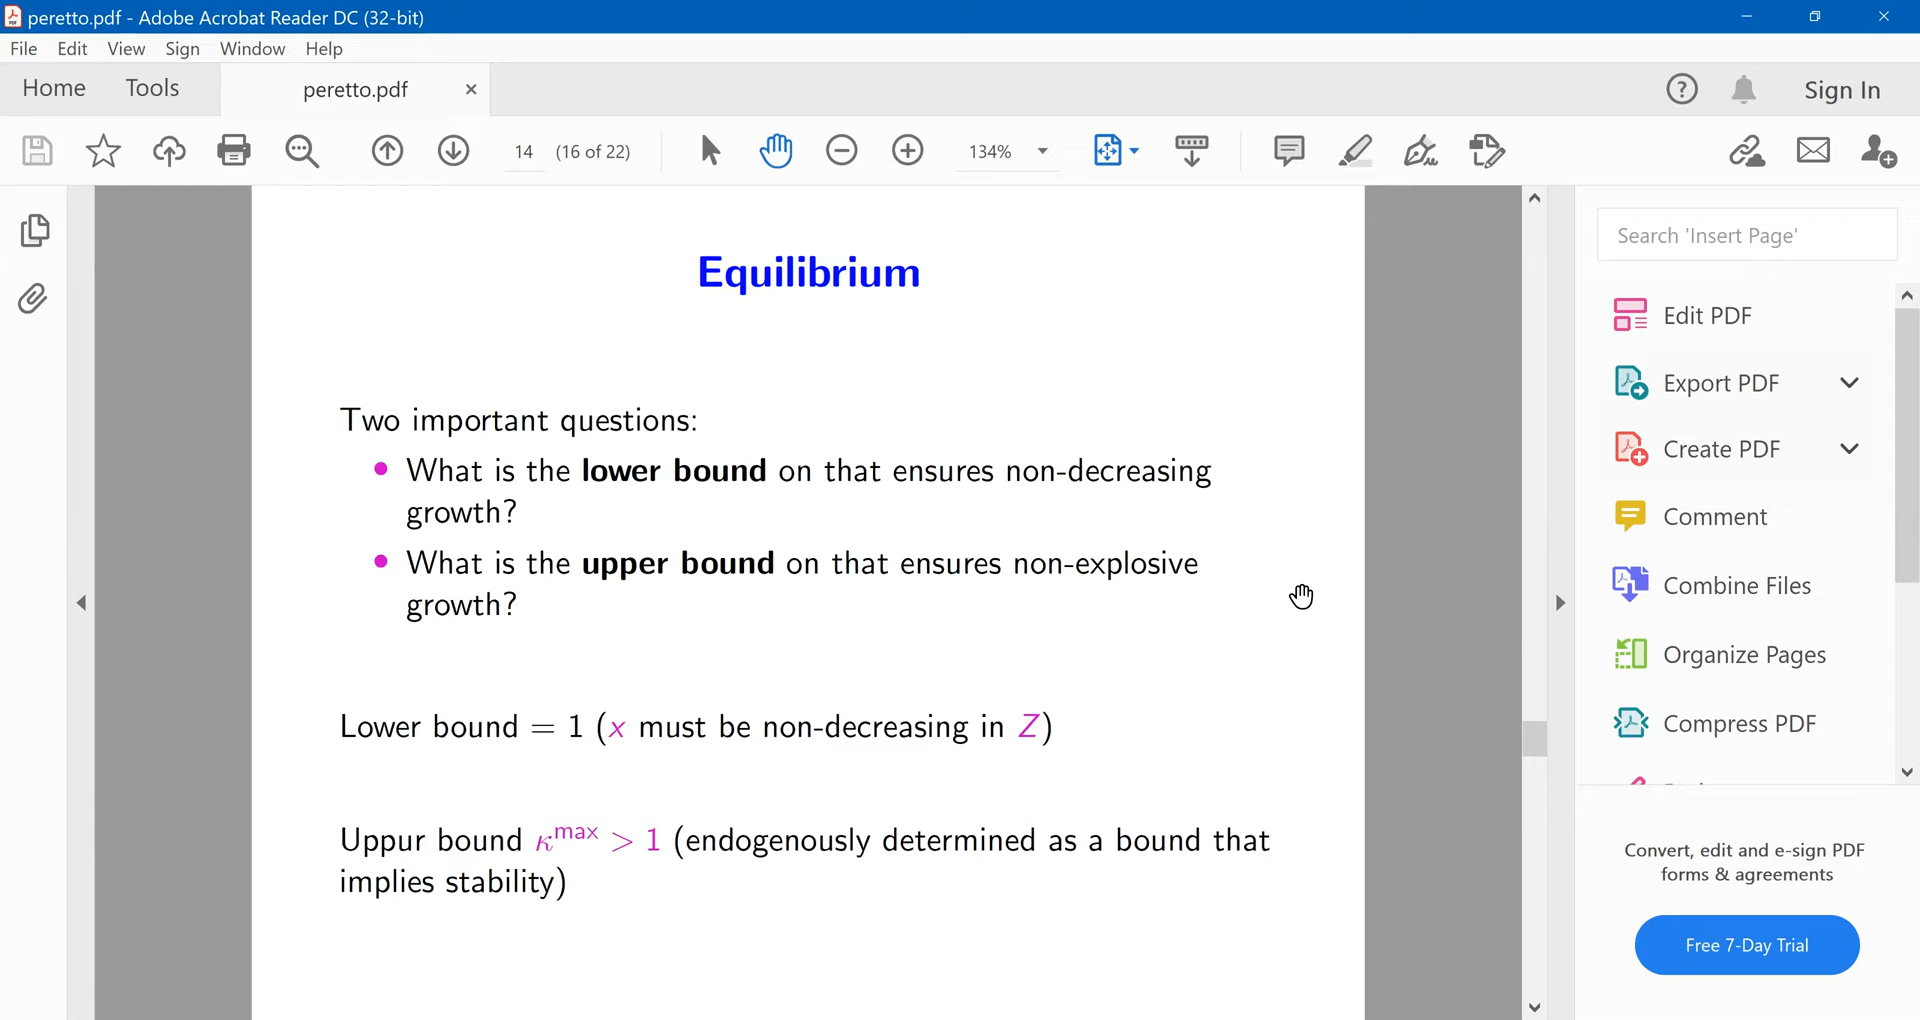 peretto.pdf - Adobe Acrobat Reader DC (32-bit)
File Edit View Sign Window Help
Home Tools peretto.pdf Sign In
14 (16 of 22) 134%
Search 'Insert Page'
Equilibrium
Two important questions:
What is the lower bound on that ensures non-decreasing
growth?
What is the upper bound on that ensures non-explosive
growth?
Lower bound = 1 (x must be non-decreasing in Z)
Uppur bound κ^max > 1 (endogenously determined as a bound that
implies stability)
Edit PDF
Export PDF
Create PDF
Comment
Combine Files
Organize Pages
Compress PDF
Convert, edit and e-sign PDF
forms & agreements
Free 7-Day Trial